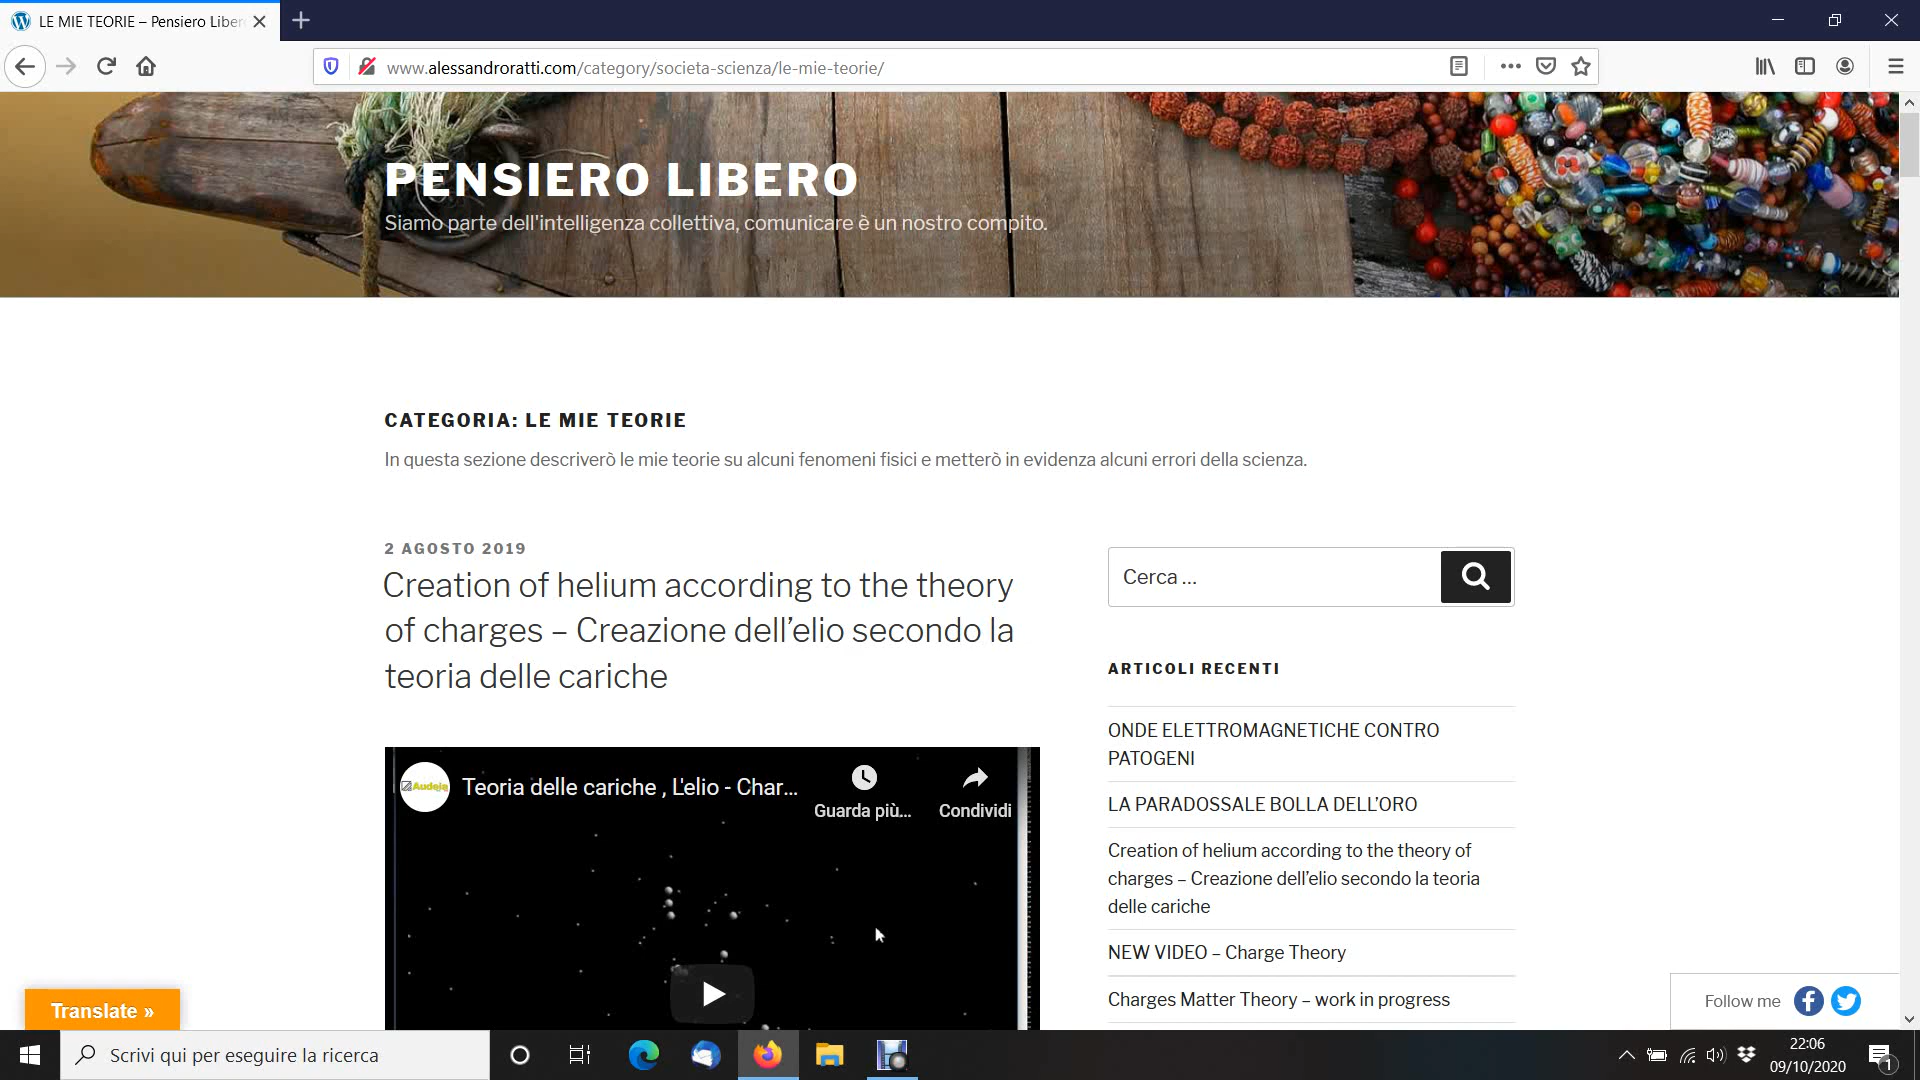 LE MIE TEORIE – Pensiero Liber
www.alessandroratti.com/category/societa-scienza/le-mie-teorie/
PENSIERO LIBERO
Siamo parte dell'intelligenza collettiva, comunicare è un nostro compito.
CATEGORIA: LE MIE TEORIE
In questa sezione descriverò le mie teorie su alcuni fenomeni fisici e metterò in evidenza alcuni errori della scienza.
2 AGOSTO 2019
Creation of helium according to the theory
of charges – Creazione dell’elio secondo la
teoria delle cariche
Audeja
Teoria delle cariche , L'elio - Char...
Guarda più...
Condividi
Cerca ...
ARTICOLI RECENTI
ONDE ELETTROMAGNETICHE CONTRO
PATOGENI
LA PARADOSSALE BOLLA DELL’ORO
Creation of helium according to the theory of
charges – Creazione dell’elio secondo la teoria
delle cariche
NEW VIDEO – Charge Theory
Charges Matter Theory – work in progress
Translate »
Follow me
Scrivi qui per eseguire la ricerca
22:06
09/10/2020
1